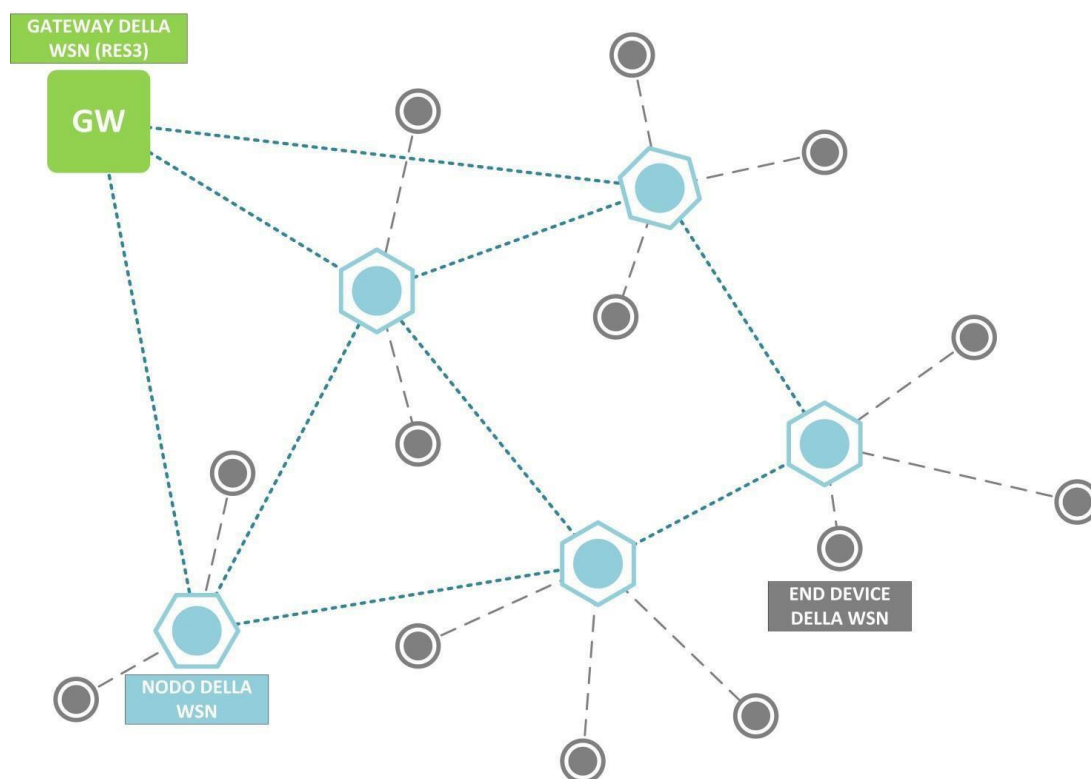 GATEWAY DELLA
WSN (RES3)
GW
END DEVICE
DELLA WSN
NODO DELLA
WSN